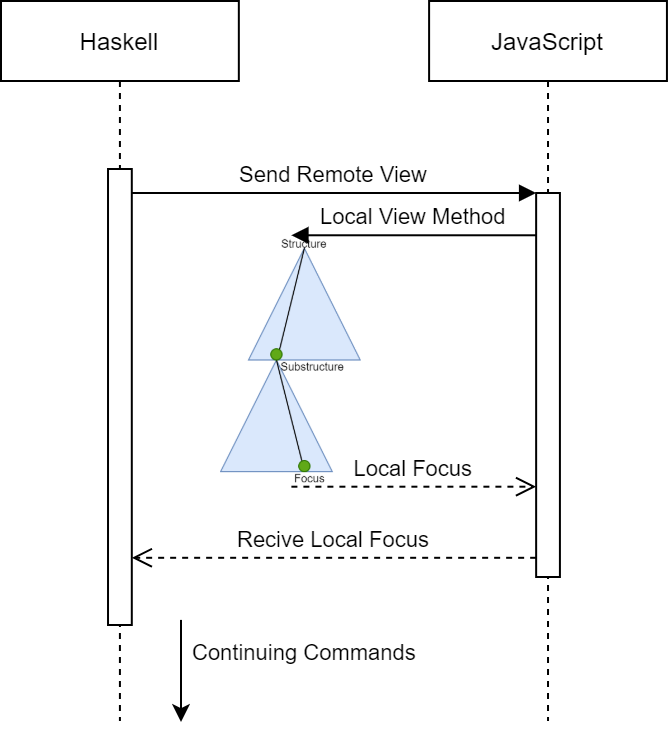 Haskell
JavaScript
Send Remote View
Local View Method
Structure
Substructure
Local Focus
Focus
Recive Local Focus
Continuing Commands